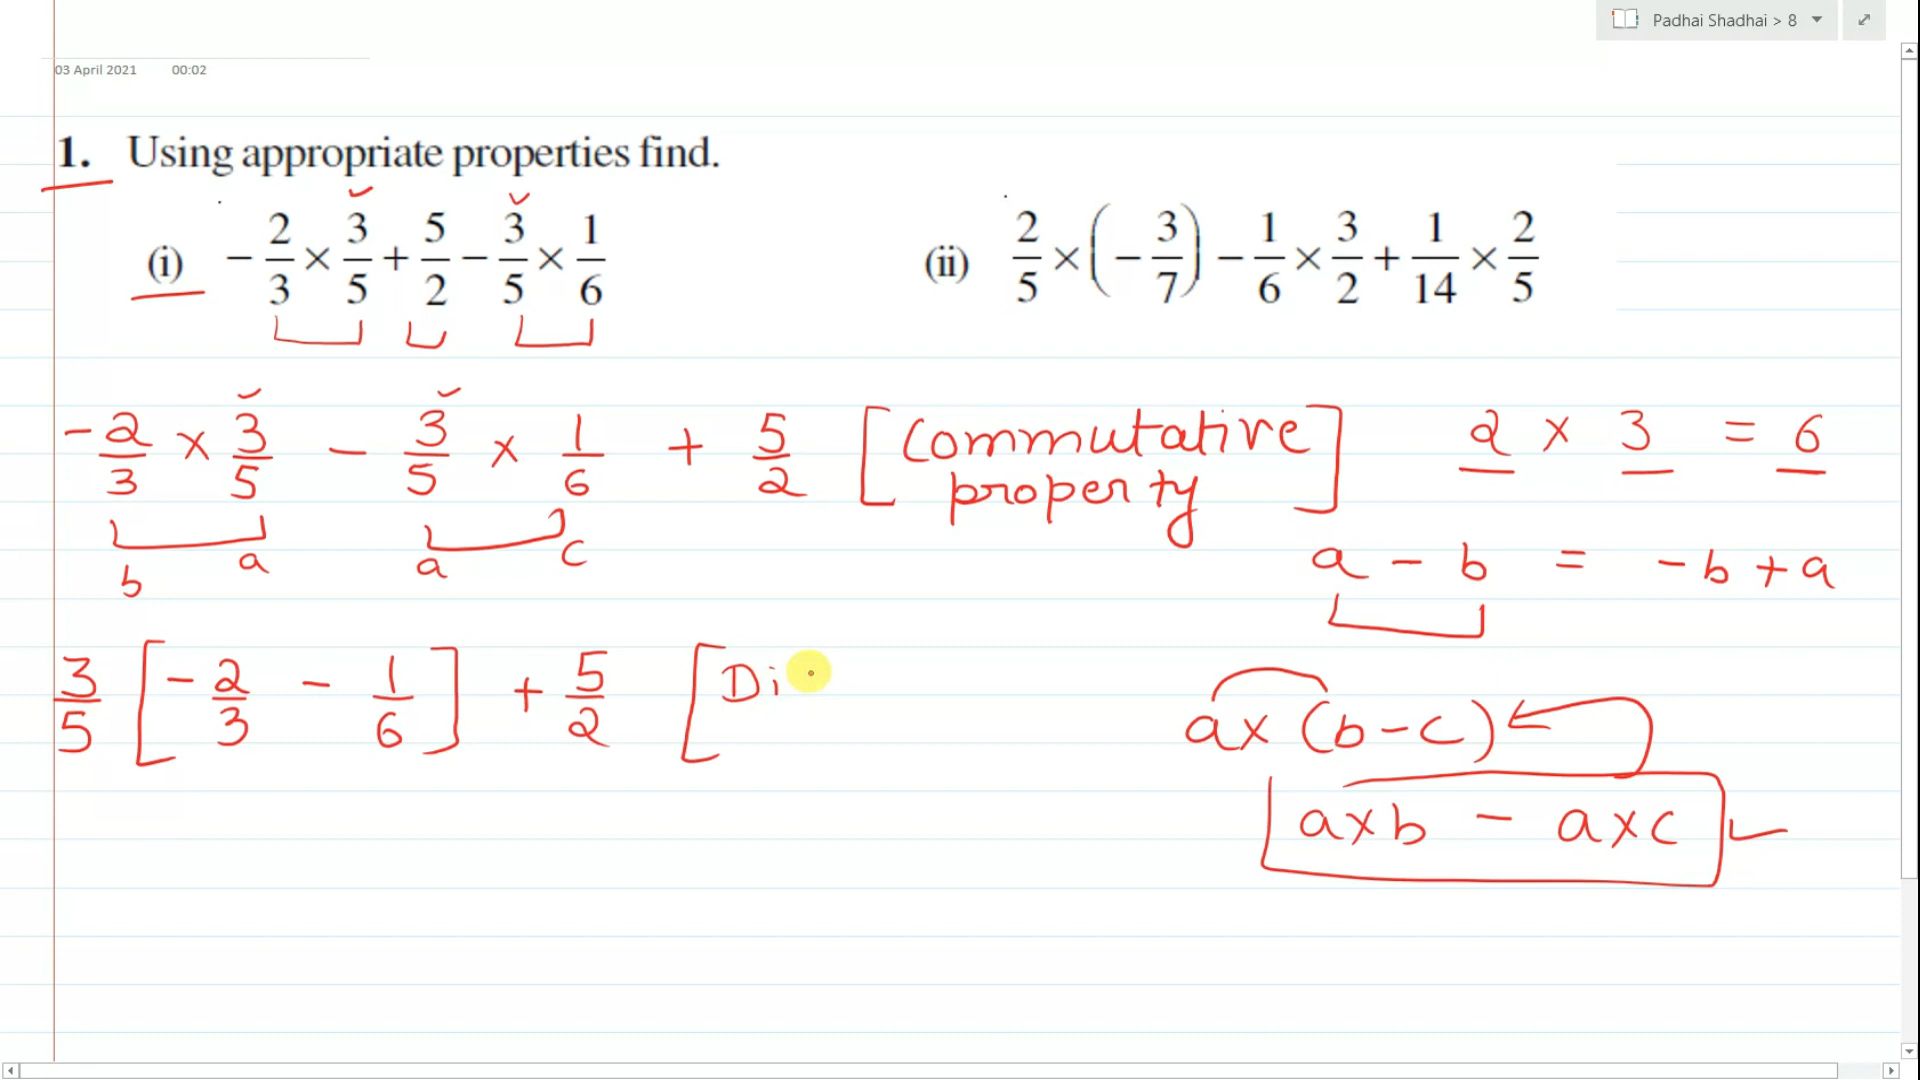 Padhai Shadhai > 8
03 April 2021 00:02
1. Using appropriate properties find.
(i) −2/3 × 3/5 + 5/2 − 3/5 × 1/6
(ii) 2/5 × (−3/7) − 1/6 × 3/2 + 1/14 × 2/5
-2/3 × 3/5 − 3/5 × 1/6 + 5/2 [Commutative property]
2 × 3 = 6
b a a c
a − b = −b + a
3/5 [−2/3 − 1/6] + 5/2 [Di
a×(b−c)
a×b − a×c